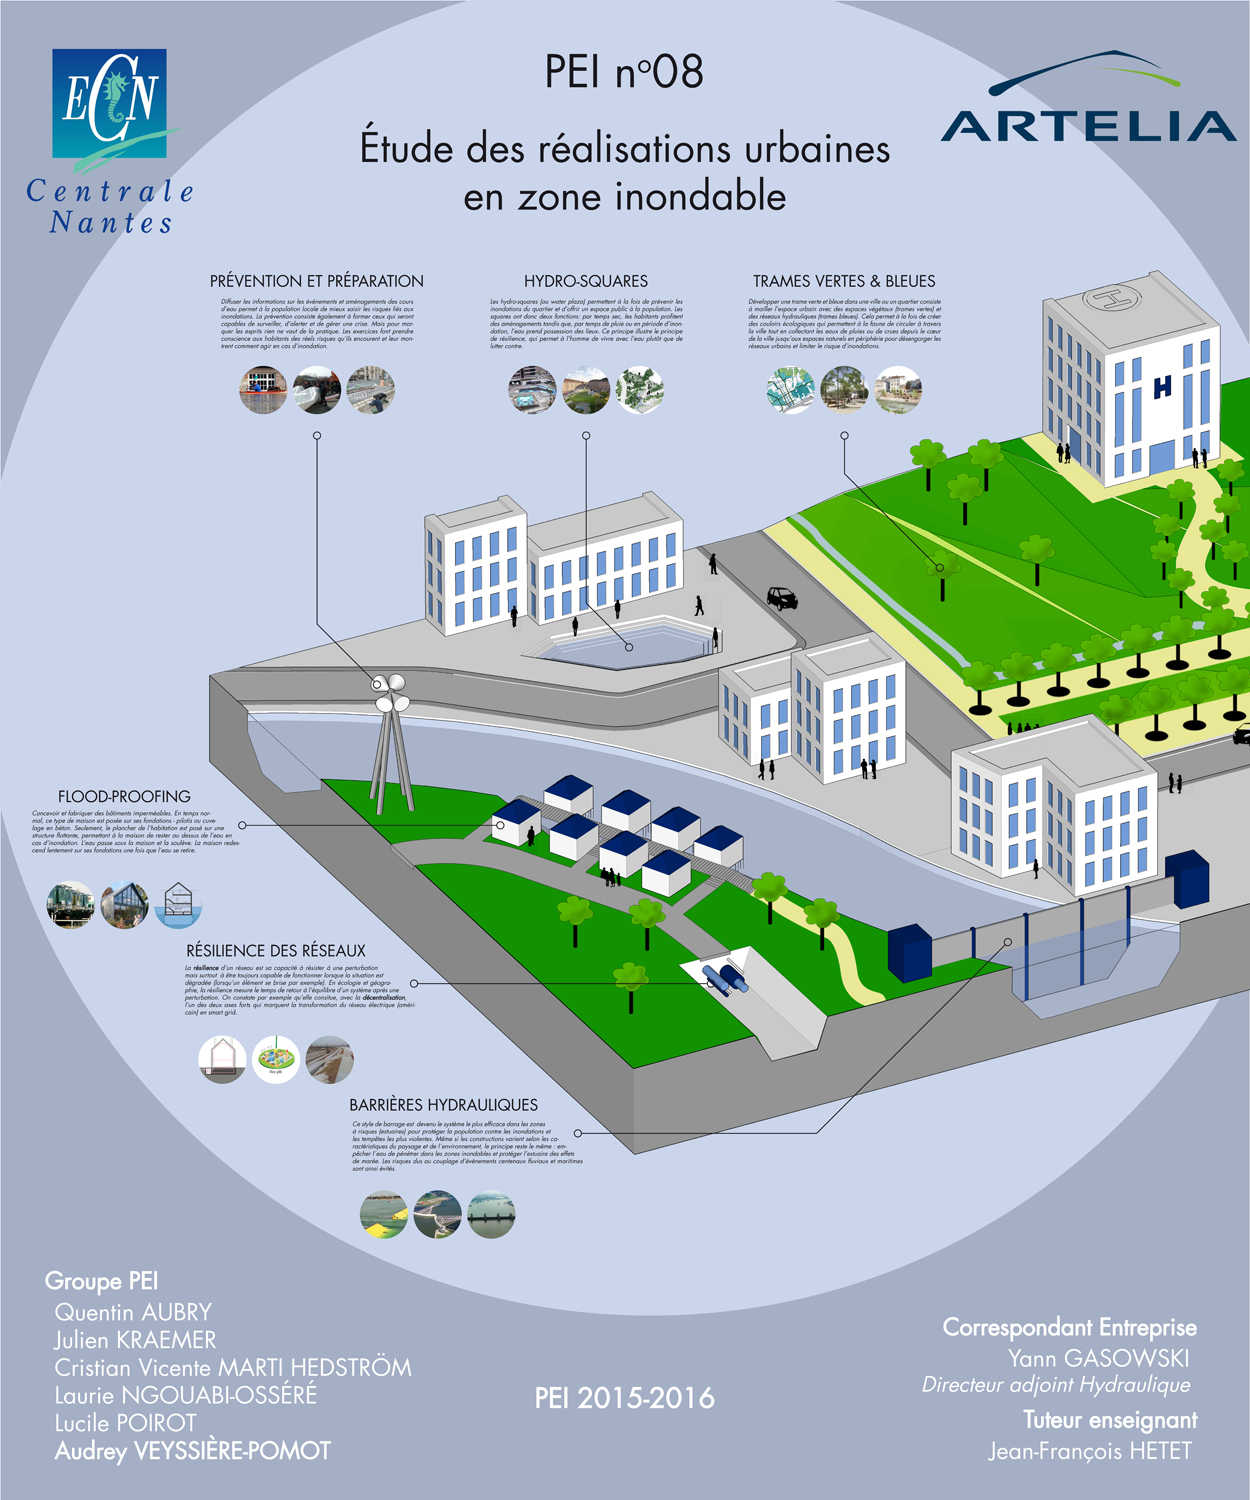 PEI n°08
Étude des réalisations urbaines
en zone inondable
ECN
Centrale
Nantes
ARTELIA
PRÉVENTION ET PRÉPARATION
Diffuser les informations sur les événements et aménagements des cours
d'eau permet à la population locale de mieux saisir les risques liés aux
inondations. La prévention consiste également à former ceux qui seront
capables de surveiller, d'alerter et de gérer une crise. Mais pour mar-
quer les esprits rien ne vaut de la pratique. Les exercices font prendre
conscience aux habitants des réels risques qu'ils encourent et leur mon-
trent comment agir en cas d'inondation.
HYDRO-SQUARES
Les hydro-squares (ou water plaza) permettent à la fois de prévenir les
inondations du quartier et d'offrir un espace public à la population. Les
squares ont donc deux fonctions: par temps sec, les habitants profitent
des aménagements tandis que, par temps de pluie ou en période d'inon-
dation, l'eau prend possession des lieux. Ce principe illustre le principe
de résilience, qui permet à l'homme de vivre avec l'eau plutôt que de
lutter contre.
TRAMES VERTES & BLEUES
Développer une trame verte et bleue dans une ville ou un quartier consiste
à mailler l'espace urbain avec des espaces végétaux (trames vertes) et
des réseaux hydrauliques (trames bleues). Cela permet à la fois de créer
des couloirs écologiques qui permettent à la faune de circuler à travers
la ville tout en collectant les eaux de pluies ou de crues depuis le cœur
de la ville jusqu'aux espaces naturels en périphérie pour désengorger les
réseaux urbains et limiter le risque d'inondations.
H
H
FLOOD-PROOFING
Concevoir et fabriquer des bâtiments imperméables. En temps nor-
mal, ce type de maison est posée sur ses fondations - pilotis ou cuve-
lage en béton. Seulement, le plancher de l'habitation est posé sur une
structure flottante, permettant à la maison de rester au dessus de l'eau en
cas d'inondation. L'eau passe sous la maison et la soulève. La maison redes-
cend lentement sur ses fondations une fois que l'eau se retire.
RÉSILIENCE DES RÉSEAUX
La résilience d'un réseau est sa capacité à résister à une perturbation
mais surtout à être toujours capable de fonctionner lorsque la situation est
dégradée (lorsqu'un élément se brise par exemple). En écologie et géogra-
phie, la résilience mesure le temps de retour à l'équilibre d'un système après une
perturbation. On constate par exemple qu'elle consitue, avec la décentralisation,
l'un des deux axes forts qui marquent la transformation du réseau électrique (améri-
cain) en smart grid.
BARRIÈRES HYDRAULIQUES
Ce style de barrage est devenu le système le plus efficace dans les zones
à risques (estuaires) pour protéger la population contre les inondations et
les tempêtes les plus violentes. Même si les constructions varient selon les ca-
ractéristiques du paysage et de l'environnement, le principe reste le même : em-
pêcher l'eau de pénétrer dans les zones inondables et protéger l'estuaire des effets
de marée. Les risques dus au couplage d'événements centenaux fluviaux et maritimes
sont ainsi évités.
Groupe PEI
Quentin AUBRY
Julien KRAEMER
Cristian Vicente MARTI HEDSTRÖM
Laurie NGOUABI-OSSÉRÉ
Lucile POIROT
Audrey VEYSSIÈRE-POMOT
PEI 2015-2016
Correspondant Entreprise
Yann GASOWSKI
Directeur adjoint Hydraulique
Tuteur enseignant
Jean-François HETET